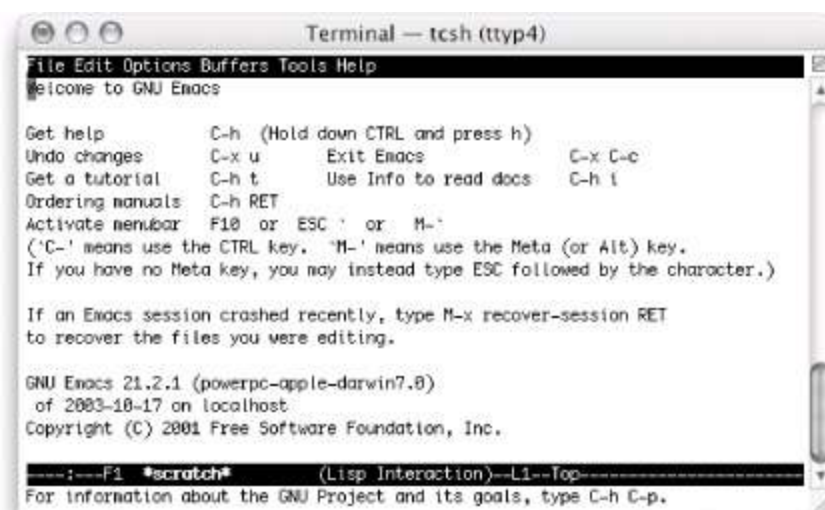 Terminal — tcsh (ttyp4)
File Edit Options Buffers Tools Help
Welcome to GNU Emacs
Get help C-h (Hold down CTRL and press h)
Undo changes C-x u Exit Emacs C-x C-c
Get a tutorial C-h t Use Info to read docs C-h i
Ordering manuals C-h RET
Activate menubar F10 or ESC ` or M-`
(`C-' means use the CTRL key. `M-' means use the Meta (or Alt) key.
If you have no Meta key, you may instead type ESC followed by the character.)
If an Emacs session crashed recently, type M-x recover-session RET
to recover the files you were editing.
GNU Emacs 21.2.1 (powerpc-apple-darwin7.0)
of 2003-10-17 on localhost
Copyright (C) 2001 Free Software Foundation, Inc.
----:---F1 *scratch* (Lisp Interaction)--L1--Top-----------------------
For information about the GNU Project and its goals, type C-h C-p.